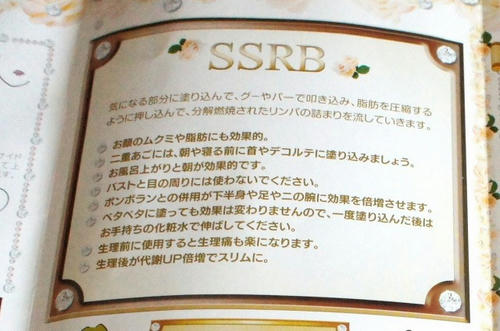 SSRB
気になる部分に塗り込んで、グーやパーで叩き込み、脂肪を圧縮する
ように押し込んで、分解燃焼されたリンパの詰まりを流していきます。
お顔のムクミや脂肪にも効果的。
二重あごには、朝や寝る前に首やデコルテに塗り込みましょう。
お風呂上がりと朝が効果的です。
バストと目の周りには使わないでください。
ボンボランとの併用が下半身や足や二の腕に効果を倍増させます。
ベタベタに塗っても効果は変わりませんので、一度塗り込んだ後は
お手持ちの化粧水で伸ばしてください。
生理前に使用すると生理痛も楽になります。
生理後が代謝UP倍増でスリムに。